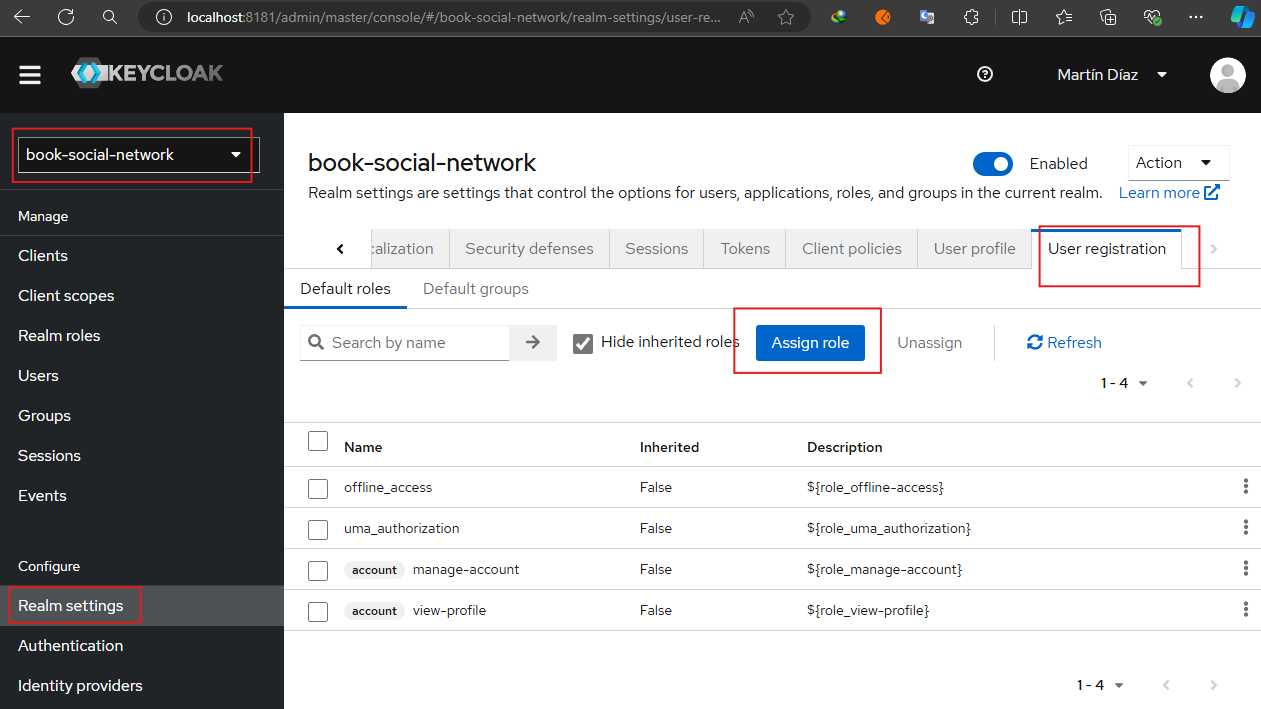 localhost:8181/admin/master/console/#/book-social-network/realm-settings/user-re...
KEYCLOAK
Martín Díaz
book-social-network
Manage
Clients
Client scopes
Realm roles
Users
Groups
Sessions
Events
Configure
Realm settings
Authentication
Identity providers
book-social-network
Enabled
Action
Realm settings are settings that control the options for users, applications, roles, and groups in the current realm. Learn more
calization Security defenses Sessions Tokens Client policies User profile User registration
Default roles Default groups
Search by name Hide inherited roles Assign role Unassign Refresh
1 - 4
Name Inherited Description
offline_access False ${role_offline-access}
uma_authorization False ${role_uma_authorization}
account manage-account False ${role_manage-account}
account view-profile False ${role_view-profile}
1 - 4